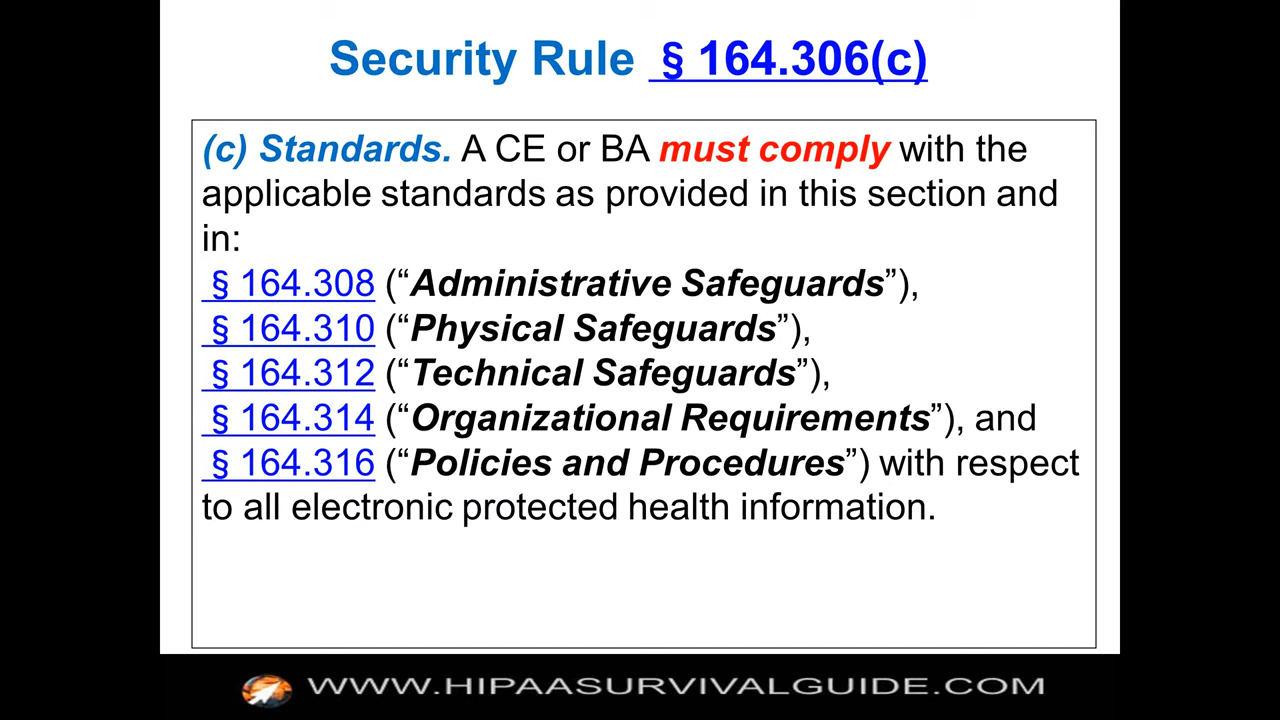 Security Rule § 164.306(c)
(c) Standards. A CE or BA must comply with the
applicable standards as provided in this section and
in:
§ 164.308 (“Administrative Safeguards”),
§ 164.310 (“Physical Safeguards”),
§ 164.312 (“Technical Safeguards”),
§ 164.314 (“Organizational Requirements”), and
§ 164.316 (“Policies and Procedures”) with respect
to all electronic protected health information.
WWW.HIPAASURVIVALGUIDE.COM